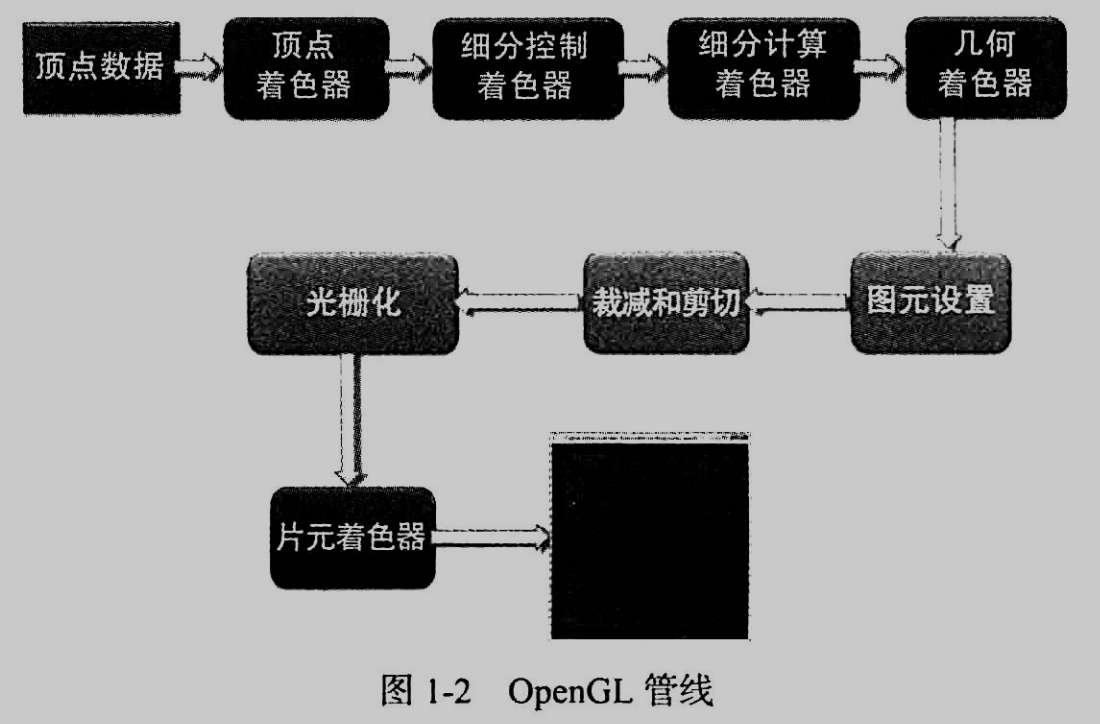 顶点数据
顶点
着色器
细分控制
着色器
细分计算
着色器
几何
着色器
图元设置
裁减和剪切
光栅化
片元着色器
图 1-2 OpenGL 管线